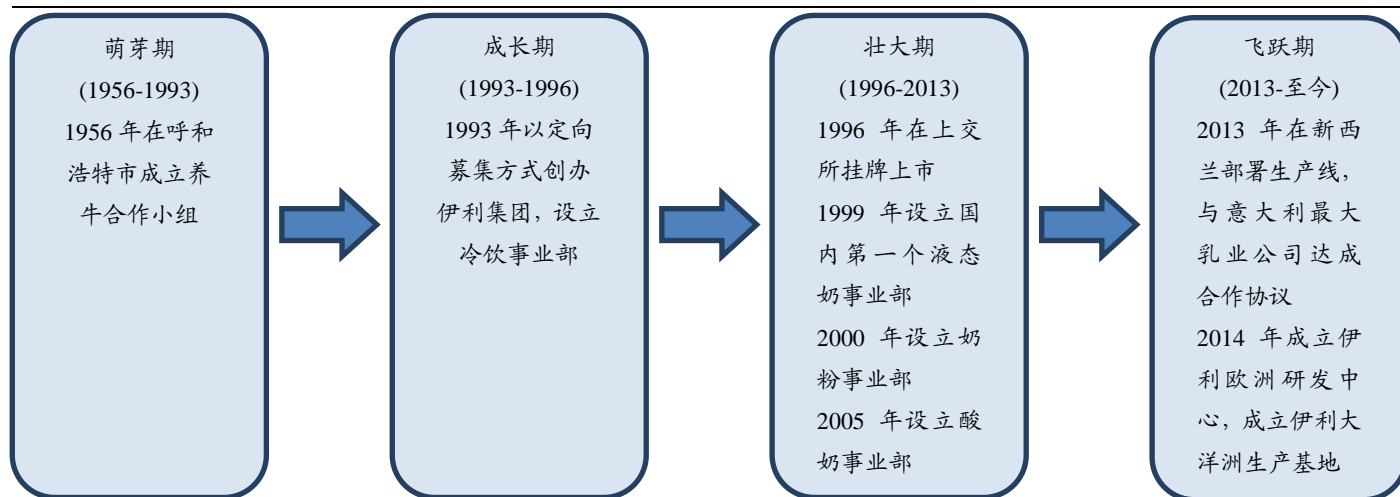 萌芽期
(1956-1993)
1956 年在呼和
浩特市成立养
牛合作小组
成长期
(1993-1996)
1993 年以定向
募集方式创办
伊利集团，设立
冷饮事业部
壮大期
(1996-2013)
1996 年在上交
所挂牌上市
1999 年设立国
内第一个液态
奶事业部
2000 年设立奶
粉事业部
2005 年设立酸
奶事业部
飞跃期
(2013-至今)
2013 年在新西
兰部署生产线，
与意大利最大
乳业公司达成
合作协议
2014 年成立伊
利欧洲研发中
心，成立伊利大
洋洲生产基地